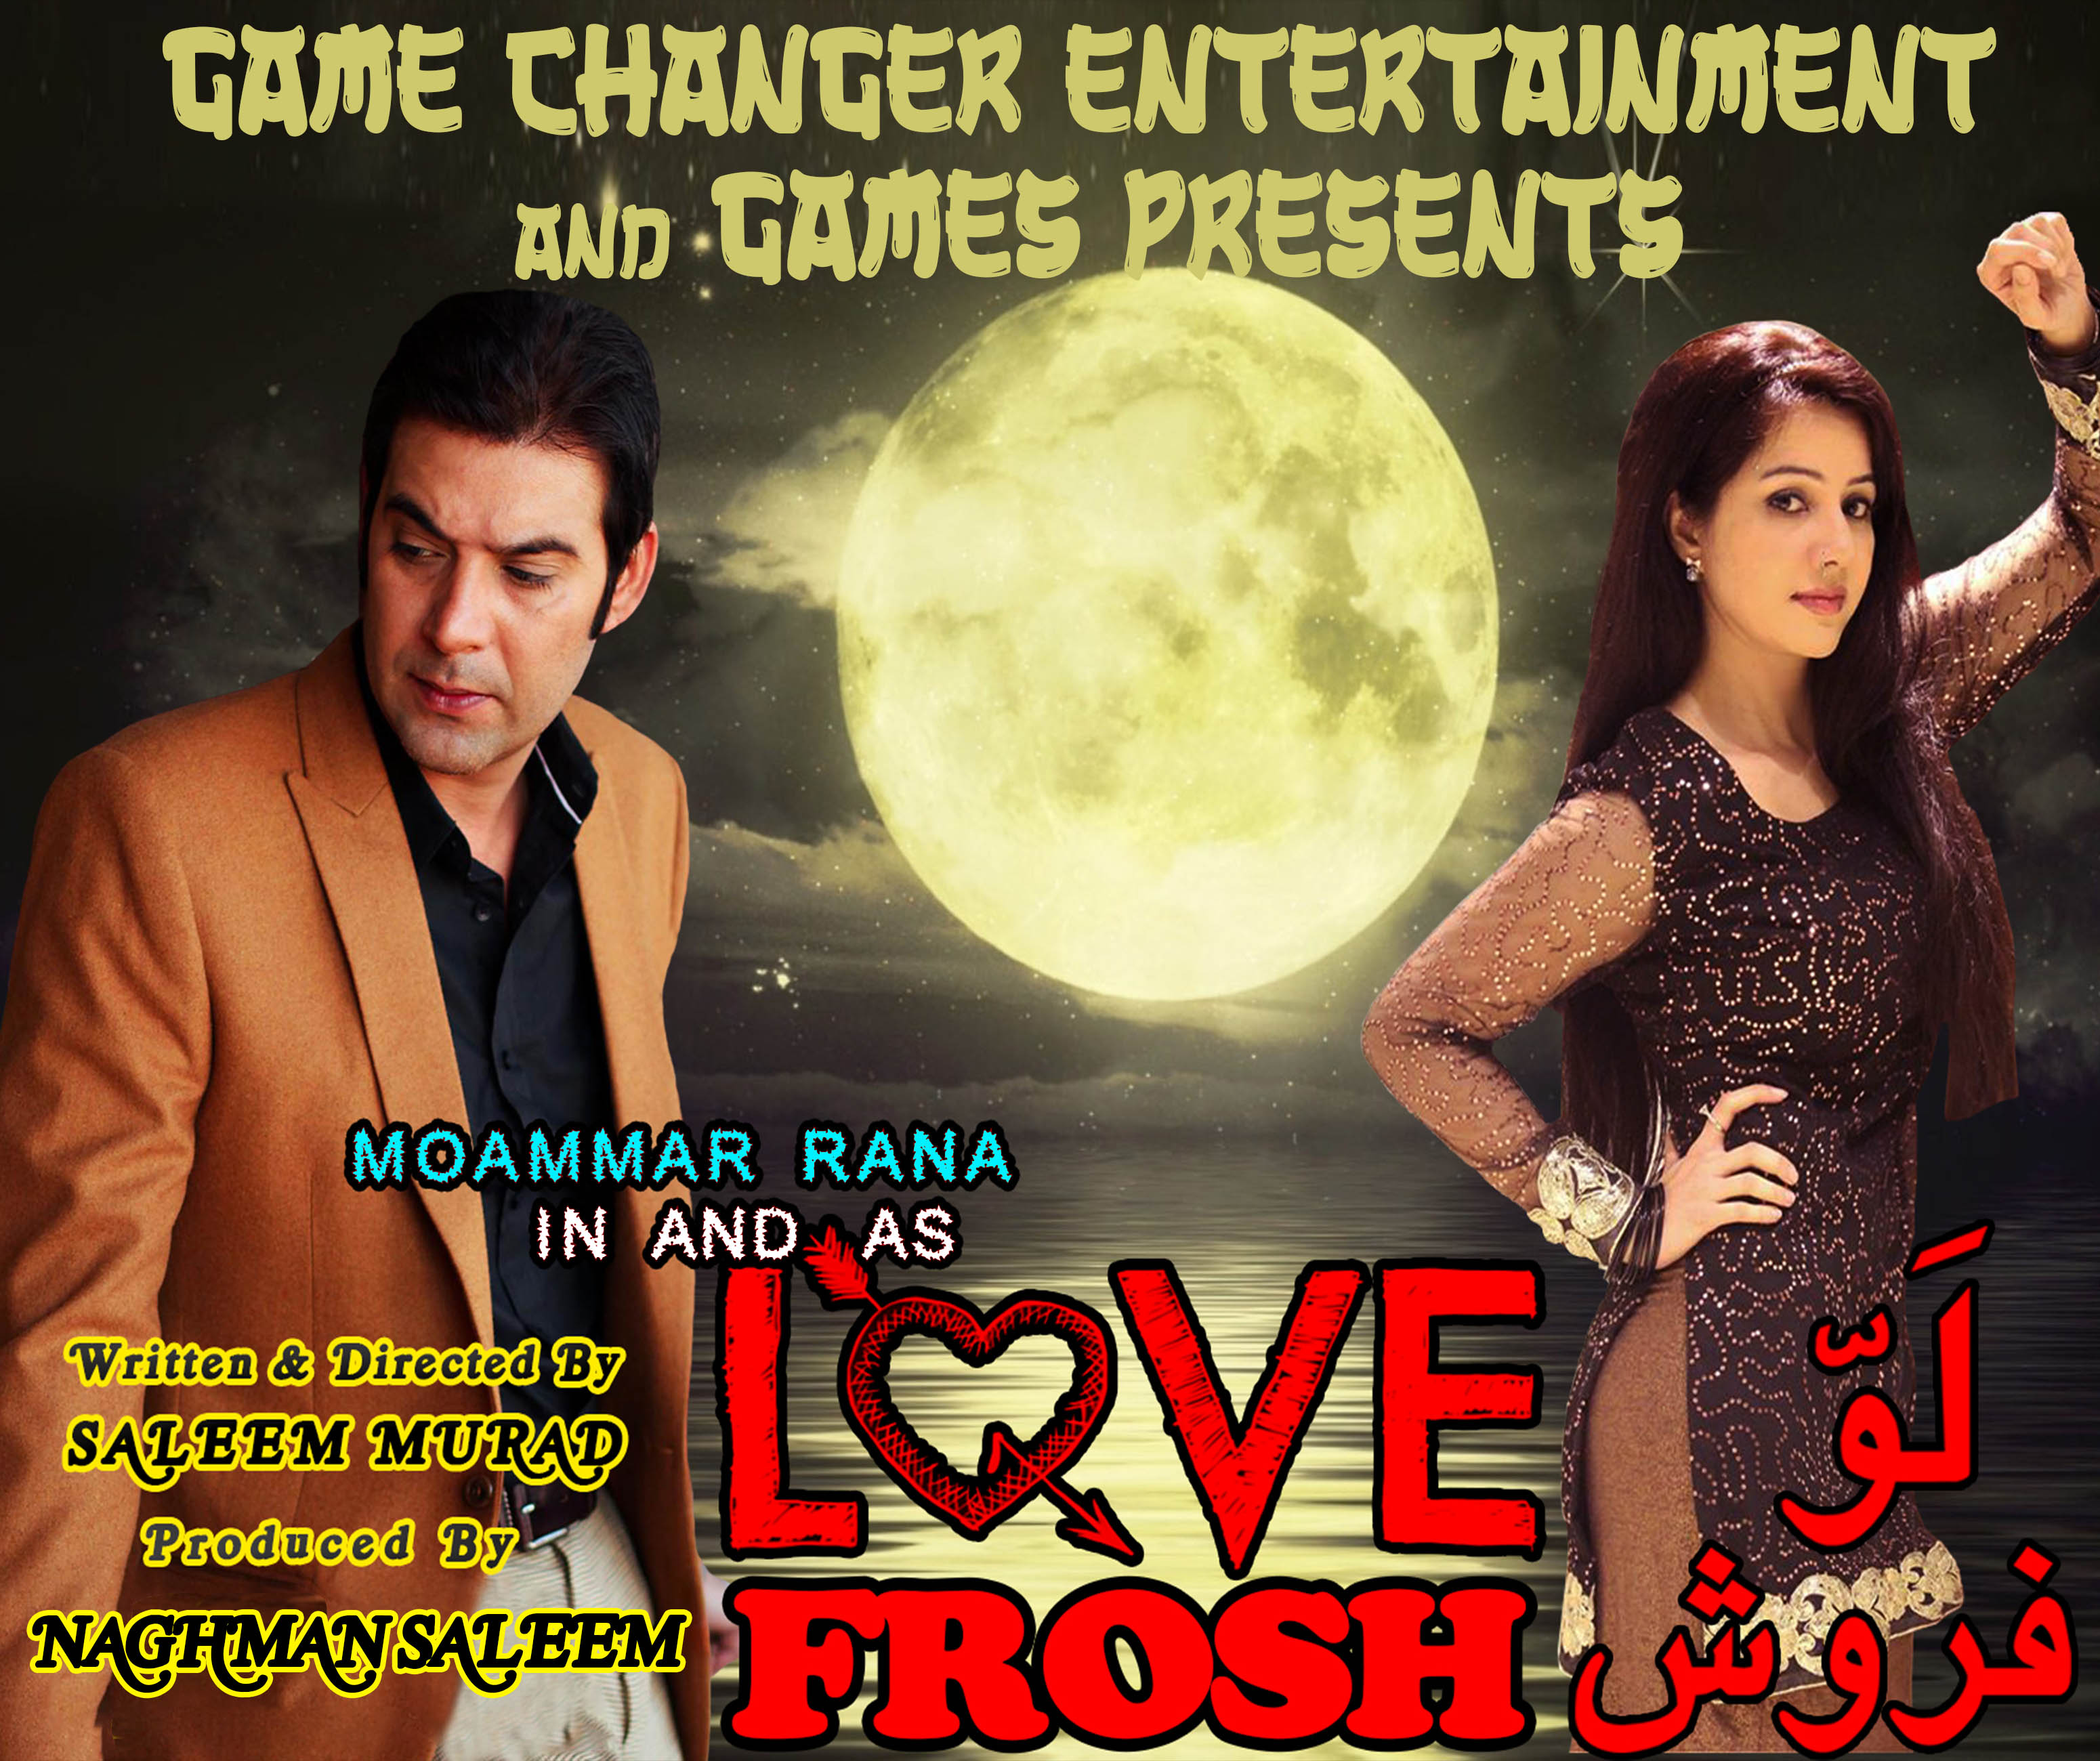 GAME CHANGER ENTERTAINMENT
AND GAMES PRESENTS
MOAMMAR RANA
IN AND AS
LOVE
FROSH
لَوّ
فروش
Written & Directed By
SALEEM MURAD
Produced By
NAGHMAN SALEEM